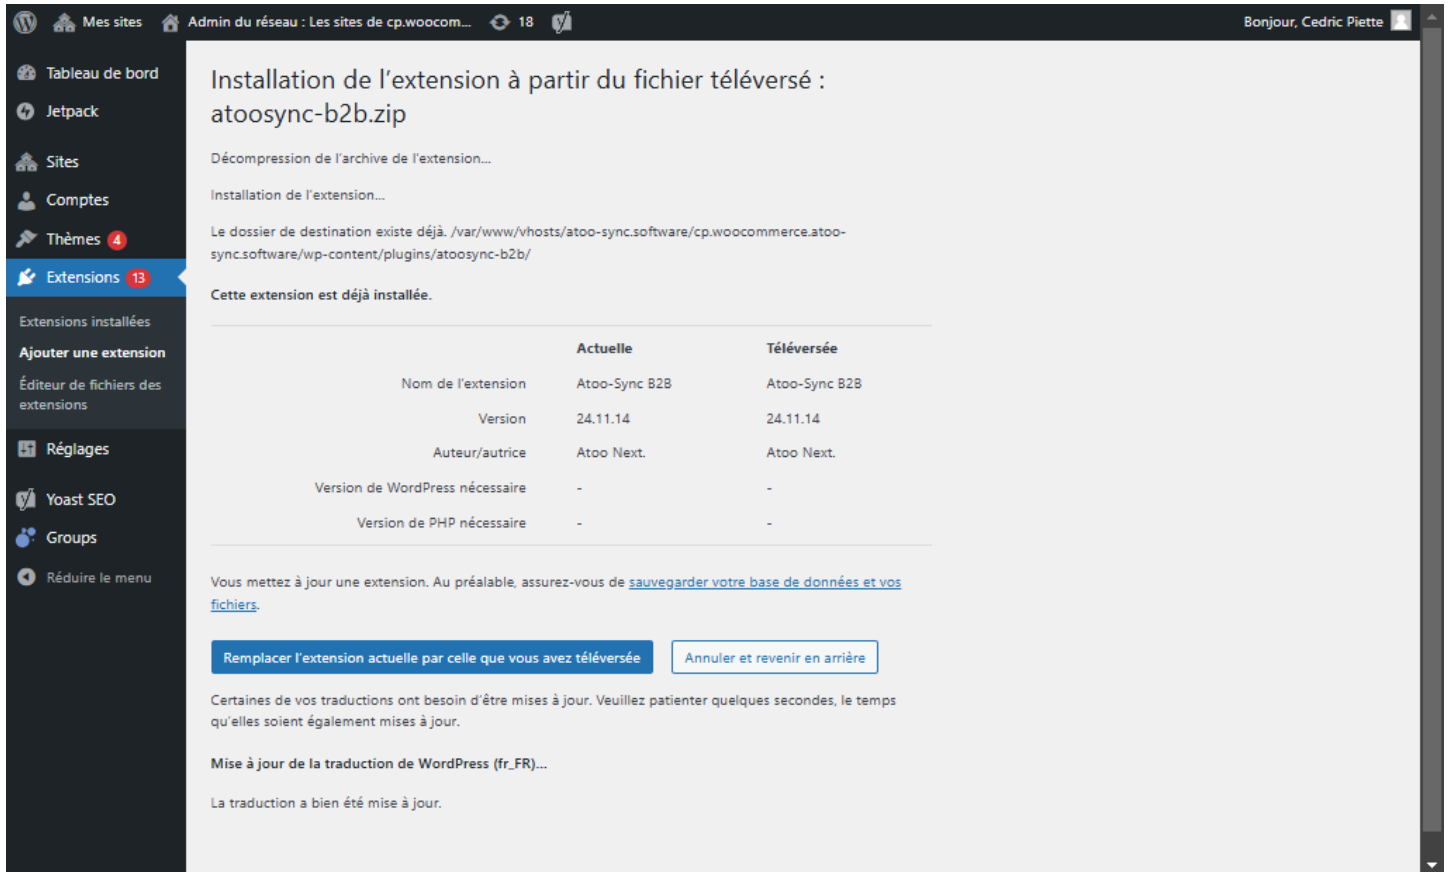 Mes sites
Admin du réseau : Les sites de cp.woocom...
18
Bonjour, Cedric Piette
Tableau de bord
Jetpack
Sites
Comptes
Thèmes 4
Extensions 13
Extensions installées
Ajouter une extension
Éditeur de fichiers des
extensions
Réglages
Yoast SEO
Groups
Réduire le menu
Installation de l’extension à partir du fichier téléversé :
atoosync-b2b.zip
Décompression de l’archive de l’extension...
Installation de l’extension...
Le dossier de destination existe déjà. /var/www/vhosts/atoo-sync.software/cp.woocommerce.atoo-
sync.software/wp-content/plugins/atoosync-b2b/
Cette extension est déjà installée.
Actuelle Téléversée
Nom de l’extension Atoo-Sync B2B Atoo-Sync B2B
Version 24.11.14 24.11.14
Auteur/autrice Atoo Next. Atoo Next.
Version de WordPress nécessaire - -
Version de PHP nécessaire - -
Vous mettez à jour une extension. Au préalable, assurez-vous de sauvegarder votre base de données et vos
fichiers.
Remplacer l’extension actuelle par celle que vous avez téléversée
Annuler et revenir en arrière
Certaines de vos traductions ont besoin d’être mises à jour. Veuillez patienter quelques secondes, le temps
qu’elles soient également mises à jour.
Mise à jour de la traduction de WordPress (fr_FR)...
La traduction a bien été mise à jour.